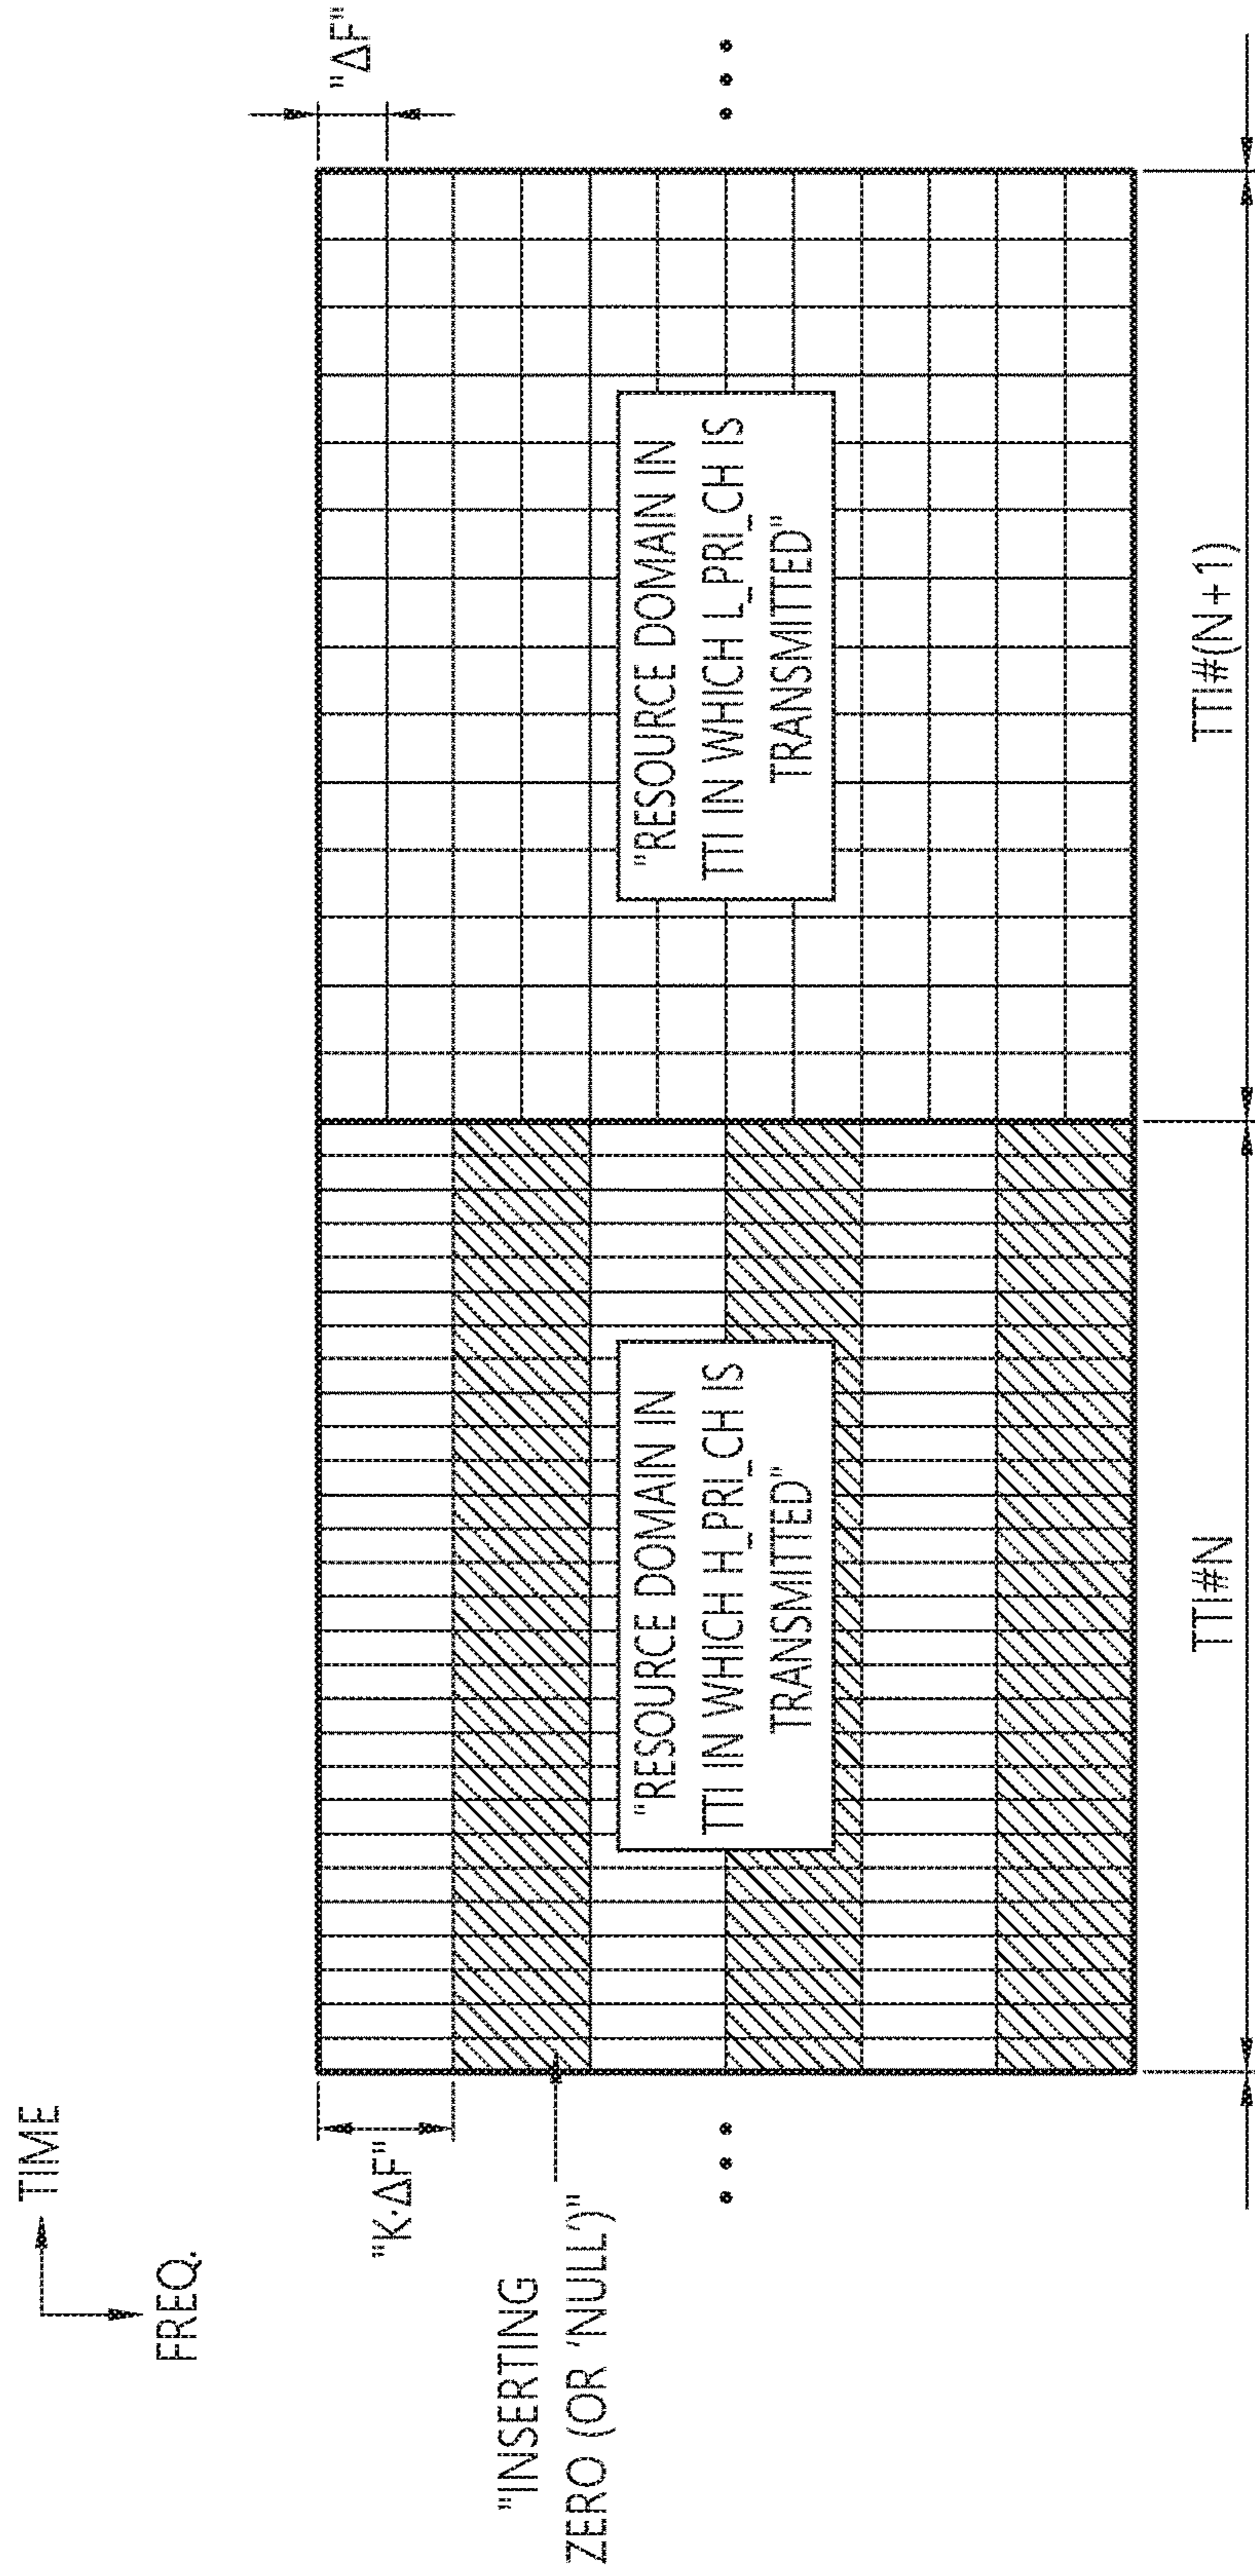 TIME
FREQ.
"K·ΔF"
"ΔF"
"INSERTING
ZERO (OR 'NULL')"
"RESOURCE DOMAIN IN
TTI IN WHICH H_PRI_CH IS
TRANSMITTED"
"RESOURCE DOMAIN IN
TTI IN WHICH L_PRI_CH IS
TRANSMITTED"
TTI#N
TTI#(N+1)